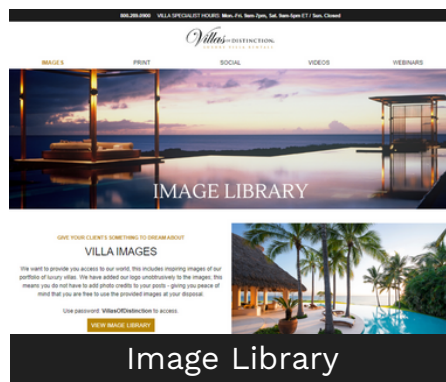 800.289.0900 VILLA SPECIALIST HOURS: Mon.-Fri. 9am-7pm, Sat. 9am-5pm ET / Sun. Closed
Villas OF DISTINCTION.
LUXURY VILLA RENTALS
IMAGES PRINT SOCIAL VIDEOS WEBINARS
IMAGE LIBRARY
GIVE YOUR CLIENTS SOMETHING TO DREAM ABOUT
VILLA IMAGES
We want to provide you access to our world, this includes inspiring images of our
portfolio of luxury villas. We have added our logo unobtrusively to the images; this
means you do not have to add photo credits to your posts - giving you peace of
mind that you are free to use the provided images at your disposal.
Use password: VillasOfDistinction to access.
VIEW IMAGE LIBRARY
Image Library